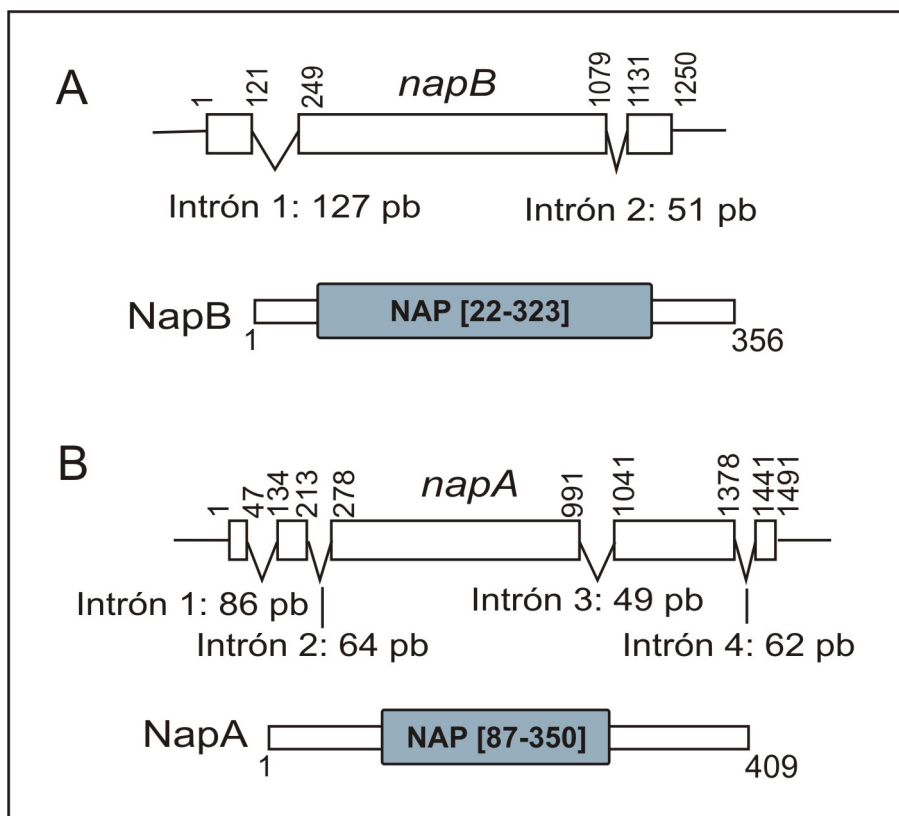 A
napB
1 121 249 1079 1131 1250
Intrón 1: 127 pb
Intrón 2: 51 pb
NapB
NAP [22-323]
1
356
B
napA
1 47 134 213 278 991 1041 1378 1441 1491
Intrón 1: 86 pb
Intrón 3: 49 pb
Intrón 2: 64 pb
Intrón 4: 62 pb
NapA
NAP [87-350]
1
409